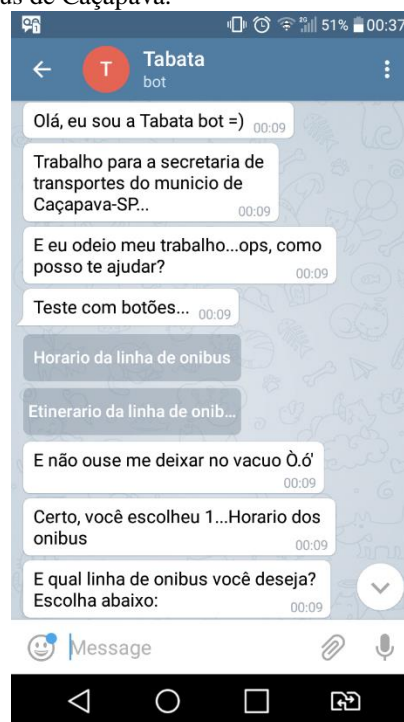 us de Caçapava.
51% 00:37
T
Tabata
bot
Olá, eu sou a Tabata bot =) 00:09
Trabalho para a secretaria de
transportes do municio de
Caçapava-SP... 00:09
E eu odeio meu trabalho...ops, como
posso te ajudar? 00:09
Teste com botões... 00:09
Horario da linha de onibus
Etinerario da linha de onib...
E não ouse me deixar no vacuo Ò.ó'
00:09
Certo, você escolheu 1...Horario dos
onibus 00:09
E qual linha de onibus você deseja?
Escolha abaixo: 00:09
Message